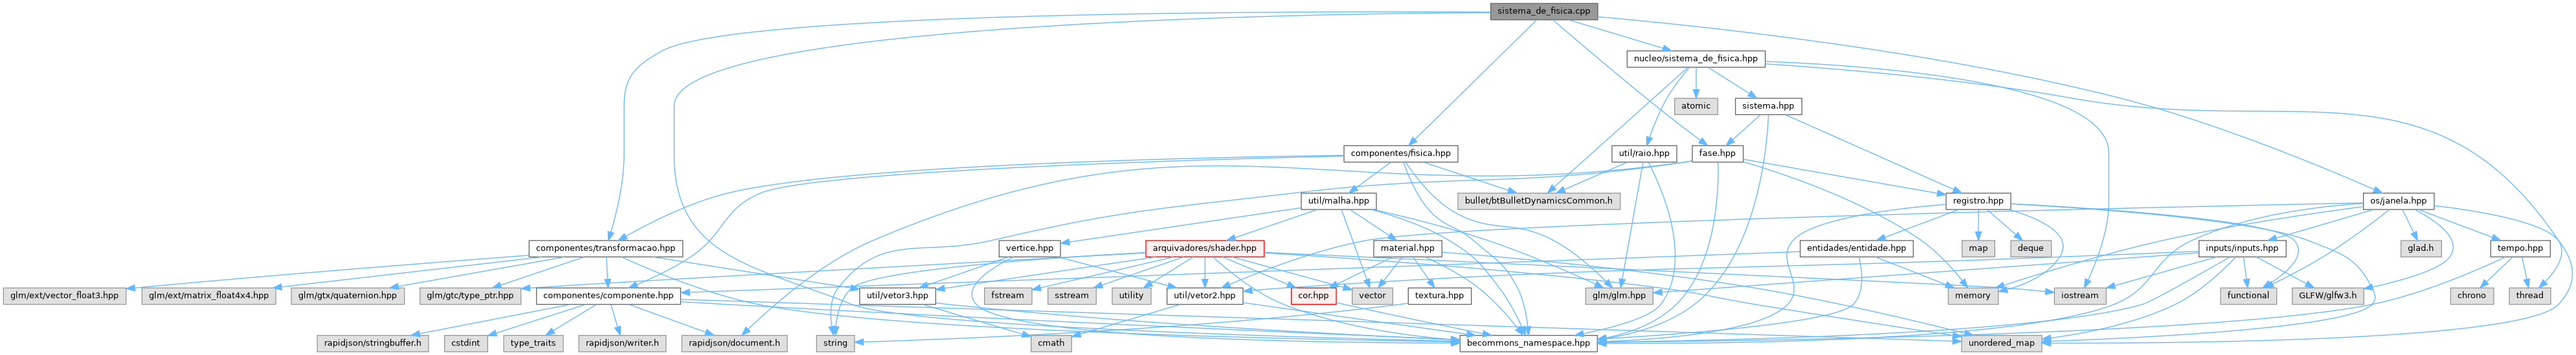 sistema_de_fisica.cpp
nucleo/sistema_de_fisica.hpp
atomic
sistema.hpp
componentes/fisica.hpp
util/raio.hpp
fase.hpp
bullet/btBulletDynamicsCommon.h
util/malha.hpp
registro.hpp
os/janela.hpp
componentes/transformacao.hpp
vertice.hpp
arquivadores/shader.hpp
material.hpp
entidades/entidade.hpp
map
deque
inputs/inputs.hpp
glad.h
tempo.hpp
glm/ext/vector_float3.hpp
glm/ext/matrix_float4x4.hpp
glm/gtx/quaternion.hpp
glm/gtc/type_ptr.hpp
componentes/componente.hpp
util/vetor3.hpp
fstream
sstream
utility
util/vetor2.hpp
cor.hpp
vector
textura.hpp
glm/glm.hpp
memory
iostream
functional
GLFW/glfw3.h
chrono
thread
rapidjson/stringbuffer.h
cstdint
type_traits
rapidjson/writer.h
rapidjson/document.h
string
cmath
becommons_namespace.hpp
unordered_map